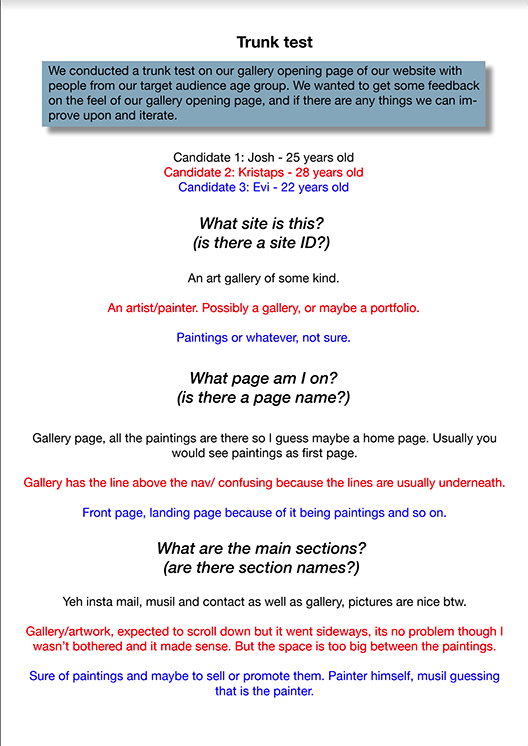 Trunk test
We conducted a trunk test on our gallery opening page of our website with
people from our target audience age group. We wanted to get some feedback
on the feel of our gallery opening page, and if there are any things we can im-
prove upon and iterate.
Candidate 1: Josh - 25 years old
Candidate 2: Kristaps - 28 years old
Candidate 3: Evi - 22 years old
What site is this?
(is there a site ID?)
An art gallery of some kind.
An artist/painter. Possibly a gallery, or maybe a portfolio.
Paintings or whatever, not sure.
What page am I on?
(is there a page name?)
Gallery page, all the paintings are there so I guess maybe a home page. Usually you
would see paintings as first page.
Gallery has the line above the nav/ confusing because the lines are usually underneath.
Front page, landing page because of it being paintings and so on.
What are the main sections?
(are there section names?)
Yeh insta mail, musil and contact as well as gallery, pictures are nice btw.
Gallery/artwork, expected to scroll down but it went sideways, its no problem though I
wasn't bothered and it made sense. But the space is too big between the paintings.
Sure of paintings and maybe to sell or promote them. Painter himself, musil guessing
that is the painter.